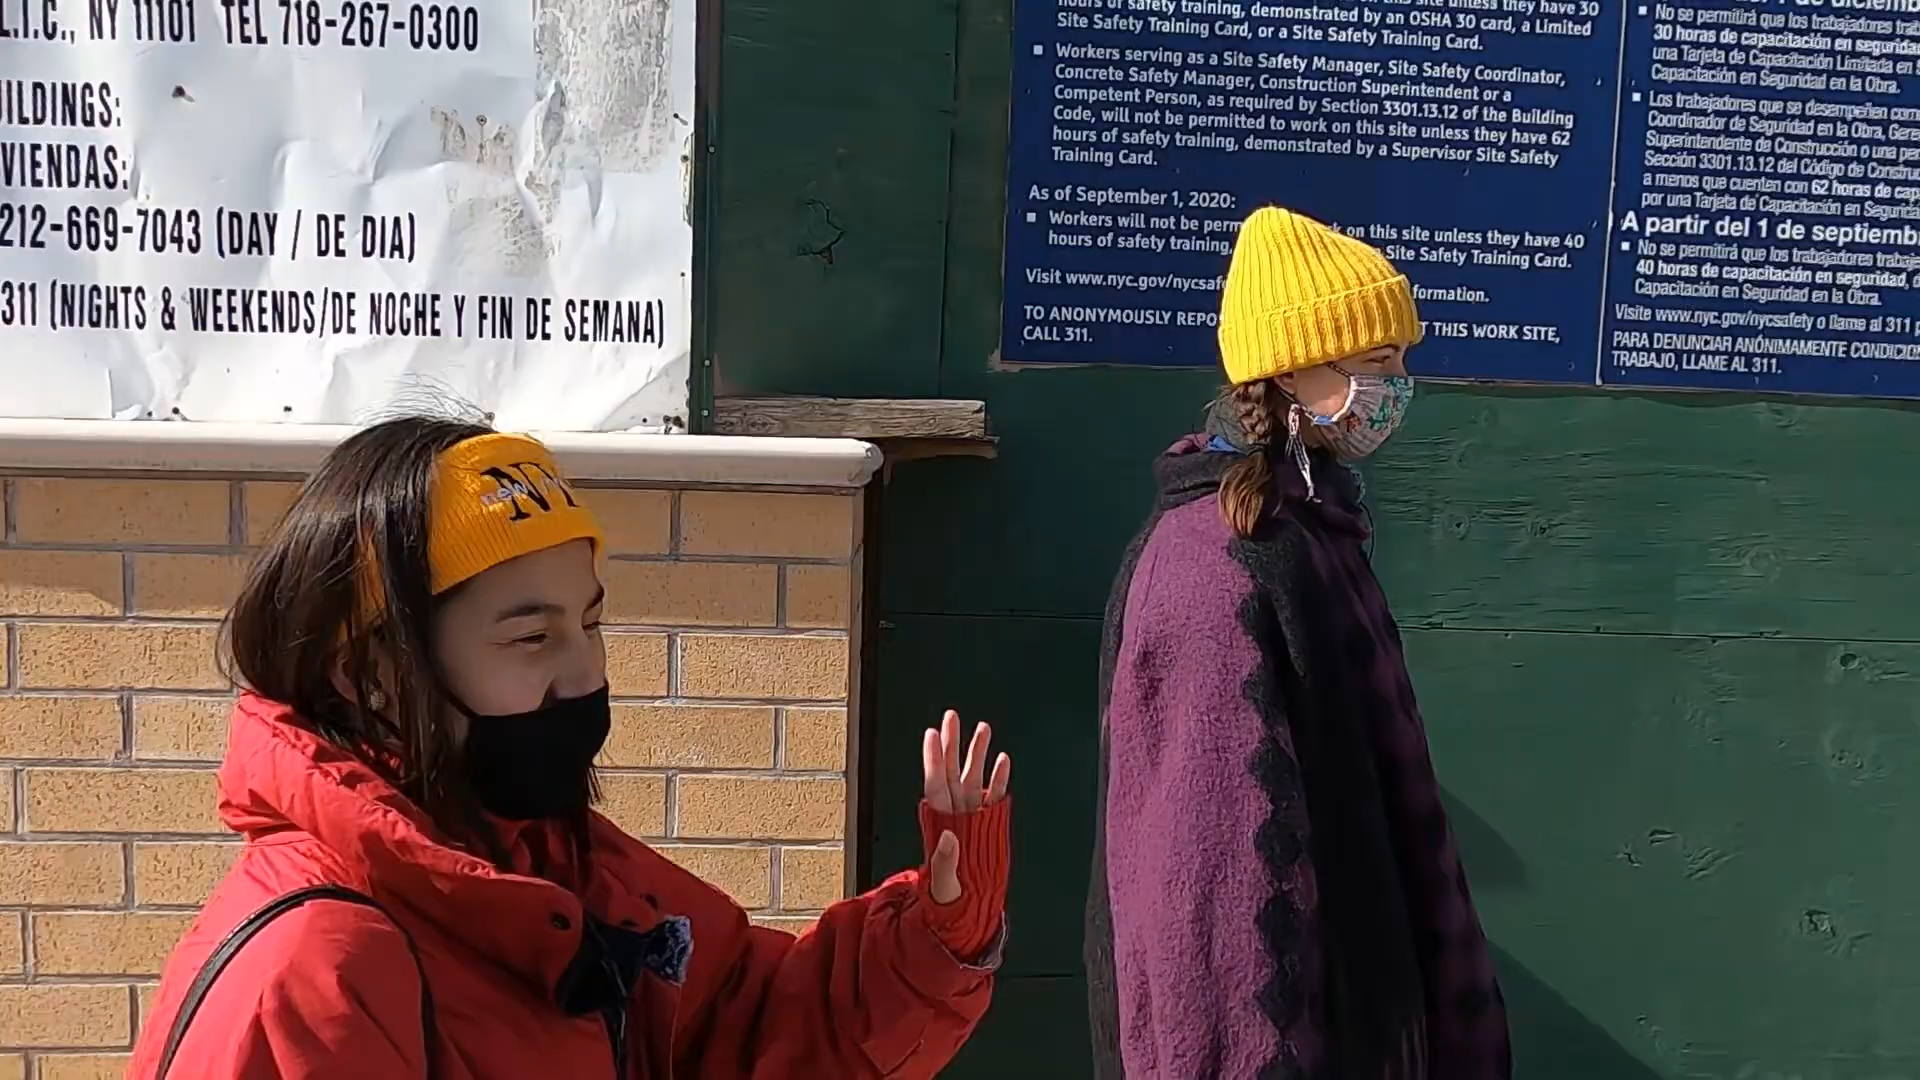 L.I.C., NY 11101 TEL 718-267-0300
ILDINGS:
VIENDAS:
212-669-7043 (DAY / DE DIA)
311 (NIGHTS & WEEKENDS/DE NOCHE Y FIN DE SEMANA)
hours of safety training, demonstrated by an OSHA 30 card, a Limited
Site Safety Training Card, or a Site Safety Training Card.
▪ Workers serving as a Site Safety Manager, Site Safety Coordinator,
Concrete Safety Manager, Construction Superintendent or a
Competent Person, as required by Section 3301.13.12 of the Building
Code, will not be permitted to work on this site unless they have 62
hours of safety training, demonstrated by a Supervisor Site Safety
Training Card.
As of September 1, 2020:
▪ Workers will not be perm k on this site unless they have 40
hours of safety training, Site Safety Training Card.
Visit www.nyc.gov/nycsaf formation.
TO ANONYMOUSLY REPO T THIS WORK SITE,
CALL 311.
▪ No se permitirá que los trabajadores
30 horas de capacitación en seguridad
una Tarjeta de Capacitación Limitada en
Capacitación en Seguridad en la Obra.
▪ Los trabajadores que se desempeñen com
Coordinador de Seguridad en la Obra, Gere
Superintendente de Construcción o una pe
Sección 3301.13.12 del Código de Construc
a menos que cuenten con 62 horas de cap
por una Tarjeta de Capacitación en Seguridad
A partir del 1 de septiemb
▪ No se permitirá que los trabajadores trabaje
40 horas de capacitación en seguridad, d
Capacitación en Seguridad en la Obra.
Visite www.nyc.gov/nycsafety o llame al 311 p
PARA DENUNCIAR ANÓNIMAMENTE CONDICIO
TRABAJO, LLAME AL 311.
NY
new